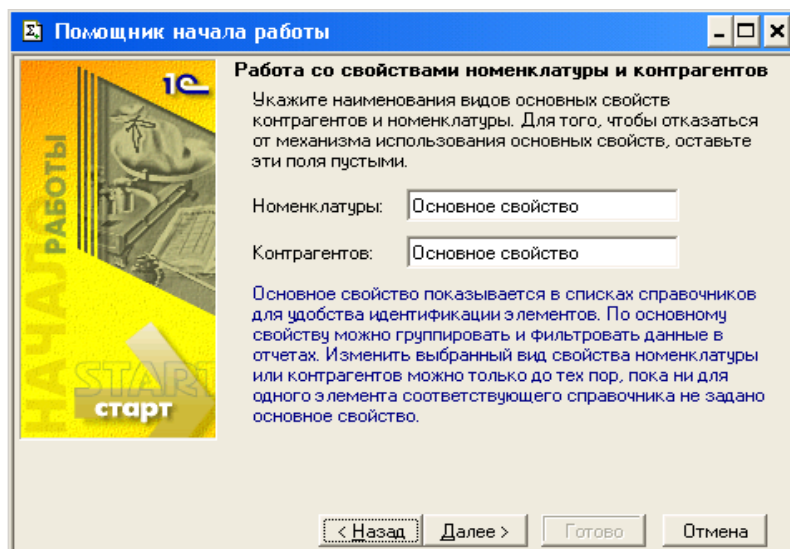 Помощник начала работы
1С
НАЧАЛО
РАБОТЫ
START
старт
Работа со свойствами номенклатуры и контрагентов
Укажите наименования видов основных свойств
контрагентов и номенклатуры. Для того, чтобы отказаться
от механизма использования основных свойств, оставьте
эти поля пустыми.
Номенклатуры: Основное свойство
Контрагентов: Основное свойство
Основное свойство показывается в списках справочников
для удобства идентификации элементов. По основному
свойству можно группировать и фильтровать данные в
отчетах. Изменить выбранный вид свойства номенклатуры
или контрагентов можно только до тех пор, пока ни для
одного элемента соответствующего справочника не задано
основное свойство.
< Назад Далее > Готово Отмена